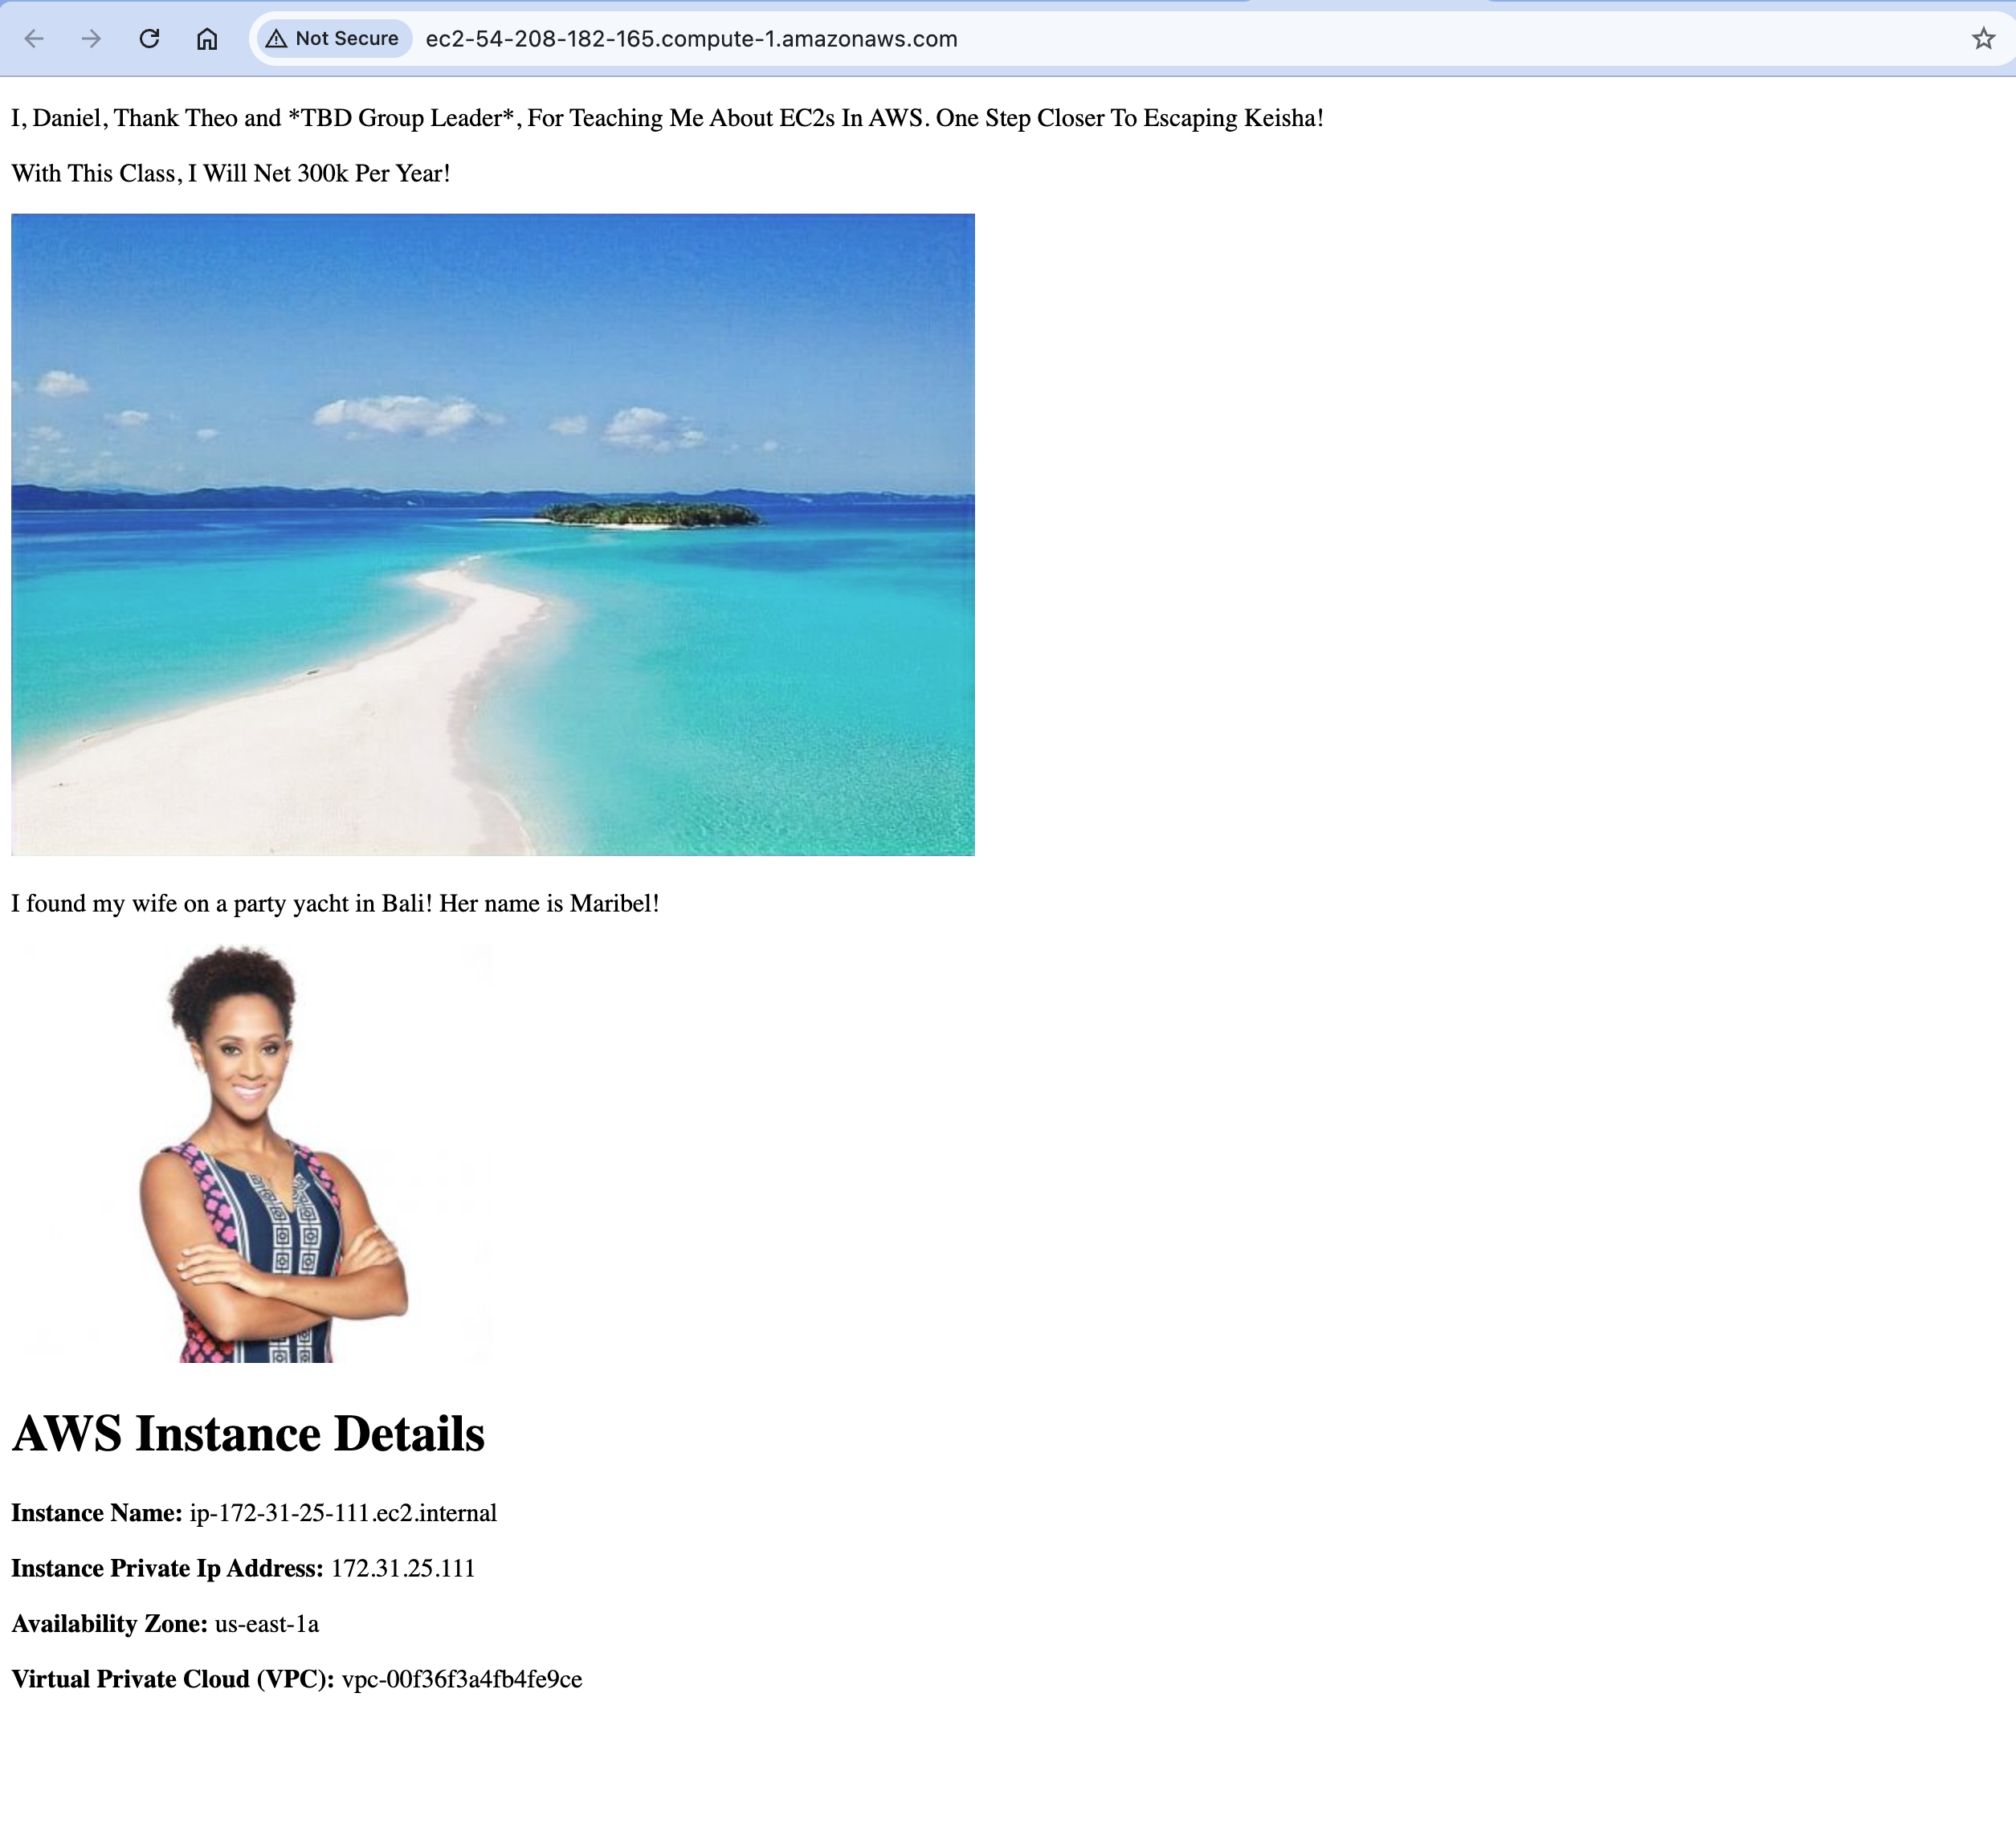 Not Secure
ec2-54-208-182-165.compute-1.amazonaws.com
I, Daniel, Thank Theo and *TBD Group Leader*, For Teaching Me About EC2s In AWS. One Step Closer To Escaping Keisha!
With This Class, I Will Net 300k Per Year!
I found my wife on a party yacht in Bali! Her name is Maribel!
AWS Instance Details
Instance Name: ip-172-31-25-111.ec2.internal
Instance Private Ip Address: 172.31.25.111
Availability Zone: us-east-1a
Virtual Private Cloud (VPC): vpc-00f36f3a4fb4fe9ce